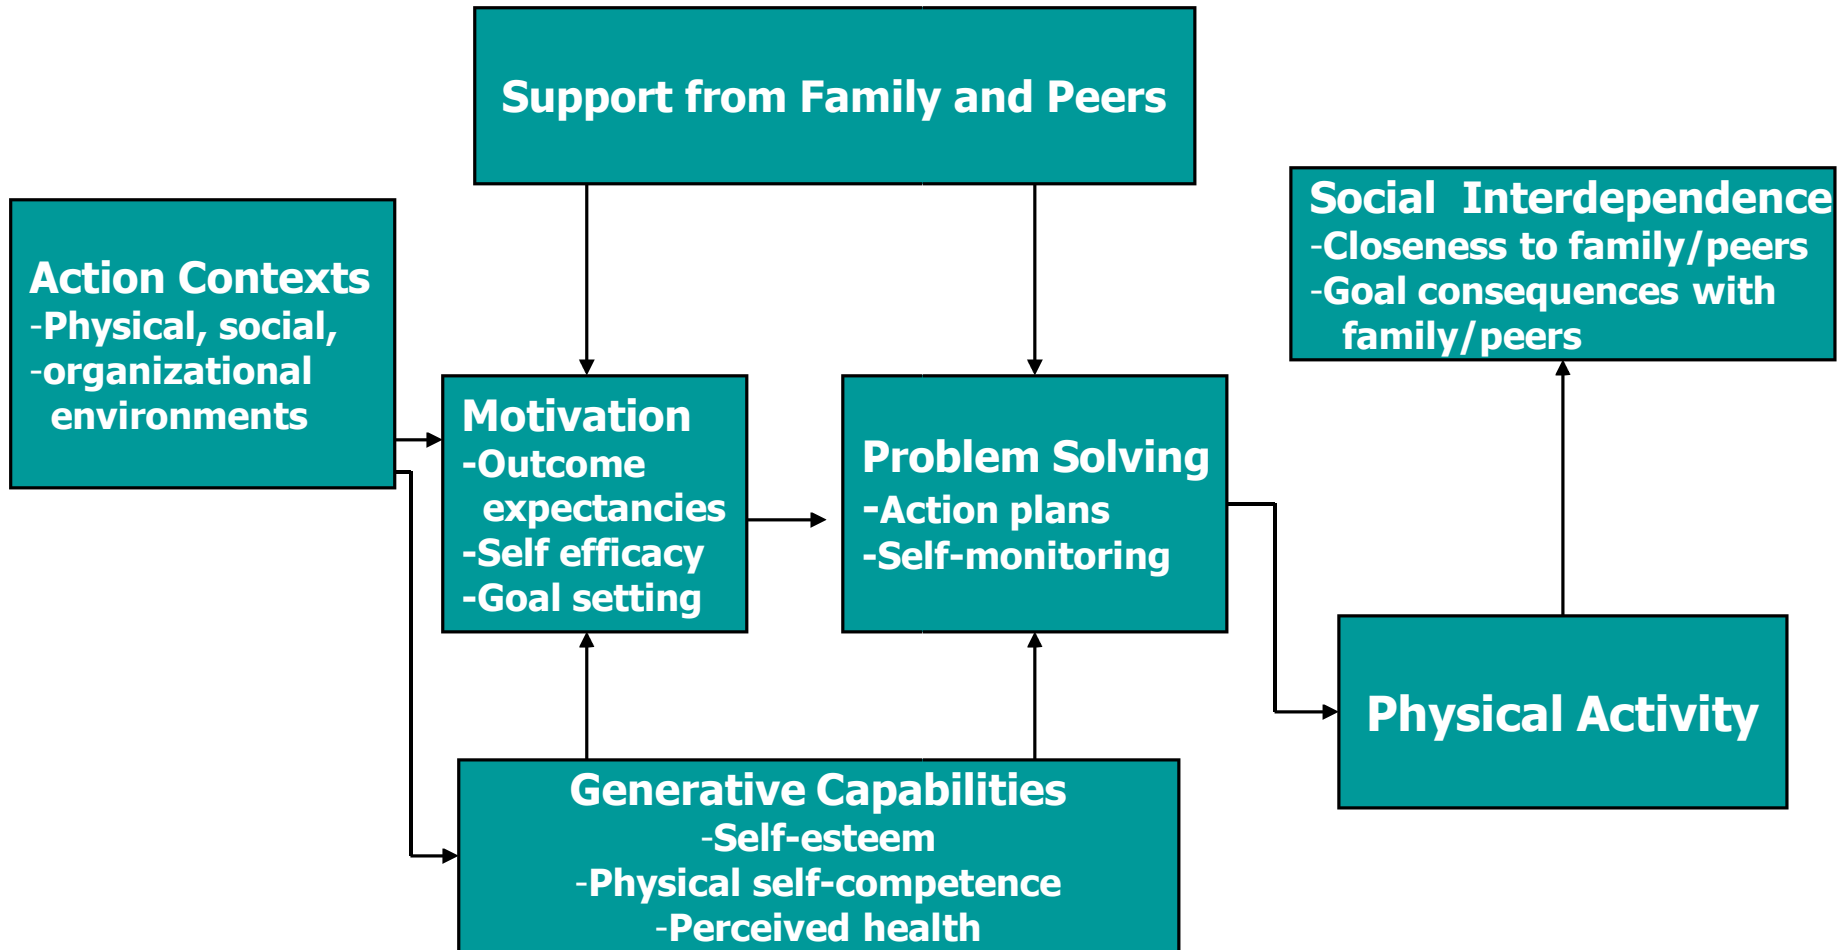 Support from Family and Peers
Social Interdependence
-Closeness to family/peers
-Goal consequences with
family/peers
Action Contexts
-Physical, social,
-organizational
environments
Motivation
-Outcome
expectancies
-Self efficacy
-Goal setting
Problem Solving
-Action plans
-Self-monitoring
Physical Activity
Generative Capabilities
-Self-esteem
-Physical self-competence
-Perceived health